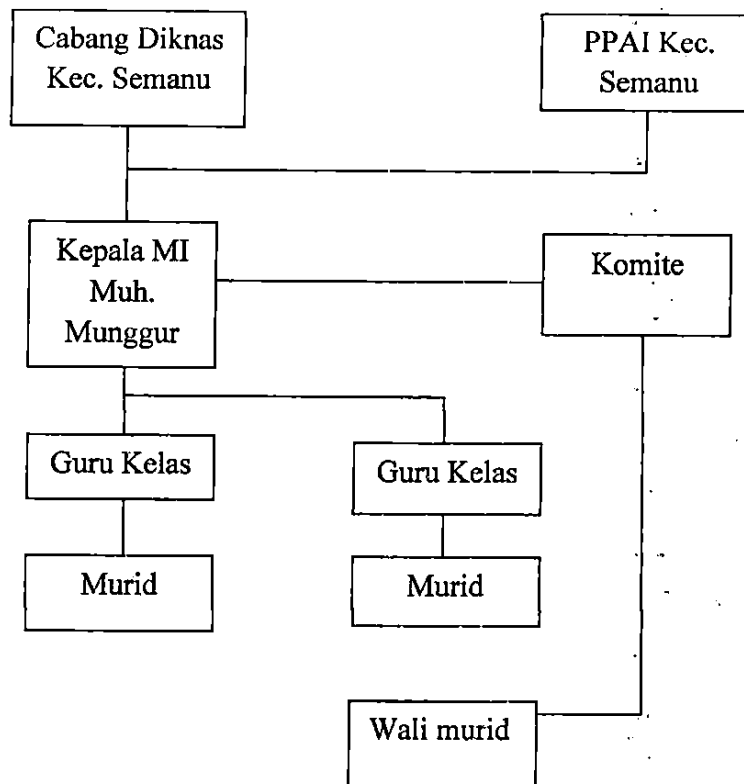 Cabang Diknas
Kec. Semanu
PPAI Kec.
Semanu
Kepala MI
Muh.
Munggur
Komite
Guru Kelas
Guru Kelas
Murid
Murid
Wali murid